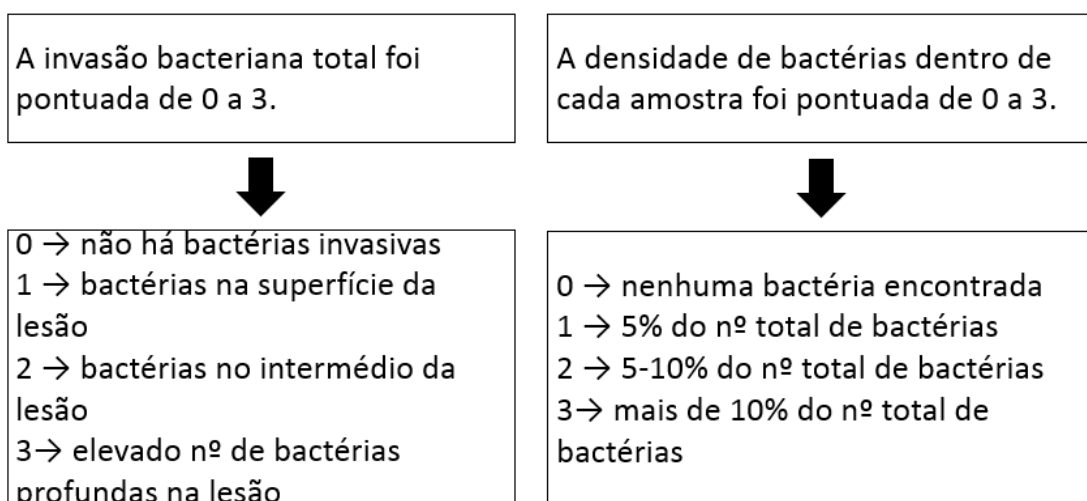 A invasão bacteriana total foi
pontuada de 0 a 3.
A densidade de bactérias dentro de
cada amostra foi pontuada de 0 a 3.
0 → não há bactérias invasivas
1 → bactérias na superfície da
lesão
2 → bactérias no intermédio da
lesão
3→ elevado nº de bactérias
profundas na lesão
0 → nenhuma bactéria encontrada
1 → 5% do nº total de bactérias
2 → 5-10% do nº total de bactérias
3→ mais de 10% do nº total de
bactérias